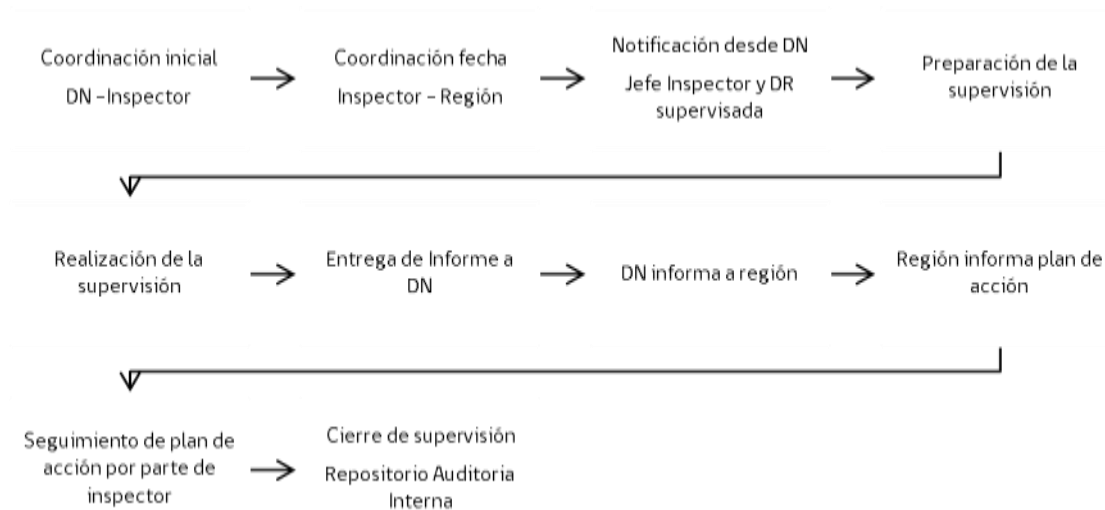 Coordinación inicial
DN –Inspector
Coordinación fecha
Inspector – Región
Notificación desde DN
Jefe Inspector y DR
supervisada
Preparación de la
supervisión
Realización de la
supervisión
Entrega de Informe a
DN
DN informa a región
Región informa plan de
acción
Seguimiento de plan de
acción por parte de
inspector
Cierre de supervisión
Repositorio Auditoria
Interna